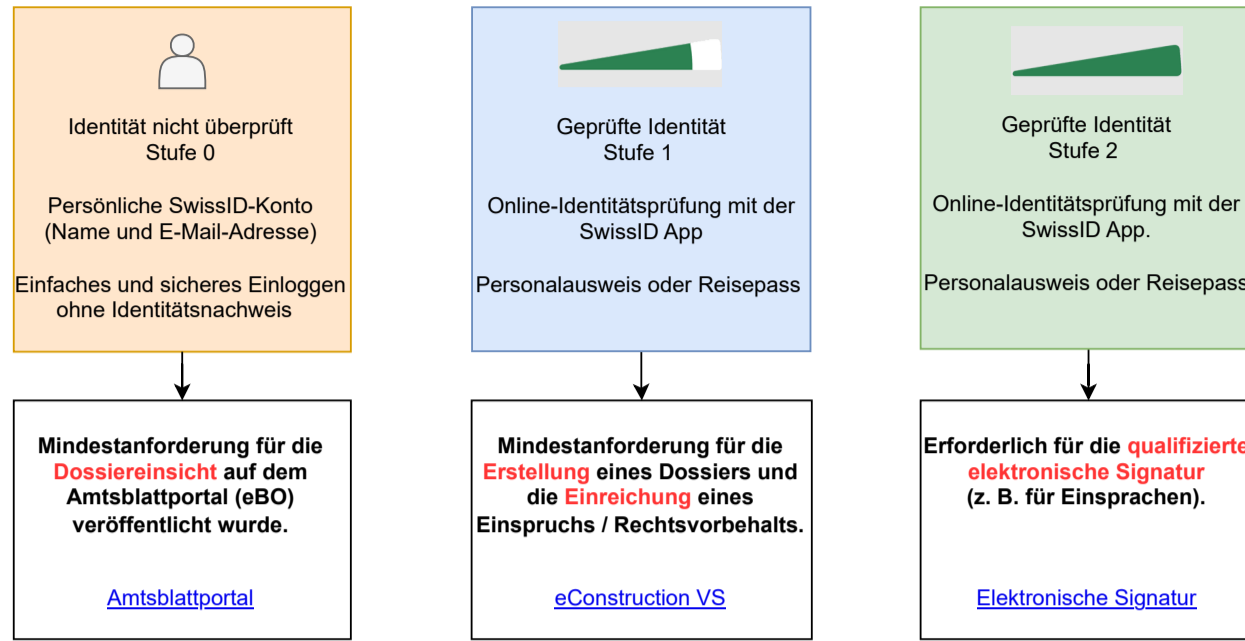 Identität nicht überprüft
Stufe 0
Persönliche SwissID-Konto
(Name und E-Mail-Adresse)
Einfaches und sicheres Einloggen
ohne Identitätsnachweis
Mindestanforderung für die
Dossiereinsicht auf dem
Amtsblattportal (eBO)
veröffentlicht wurde.
Amtsblattportal
Geprüfte Identität
Stufe 1
Online-Identitätsprüfung mit der
SwissID App
Personalausweis oder Reisepass
Mindestanforderung für die
Erstellung eines Dossiers und
die Einreichung eines
Einspruchs / Rechtsvorbehalts.
eConstruction VS
Geprüfte Identität
Stufe 2
Online-Identitätsprüfung mit der
SwissID App.
Personalausweis oder Reisepass
Erforderlich für die qualifizierte
elektronische Signatur
(z. B. für Einsprachen).
Elektronische Signatur